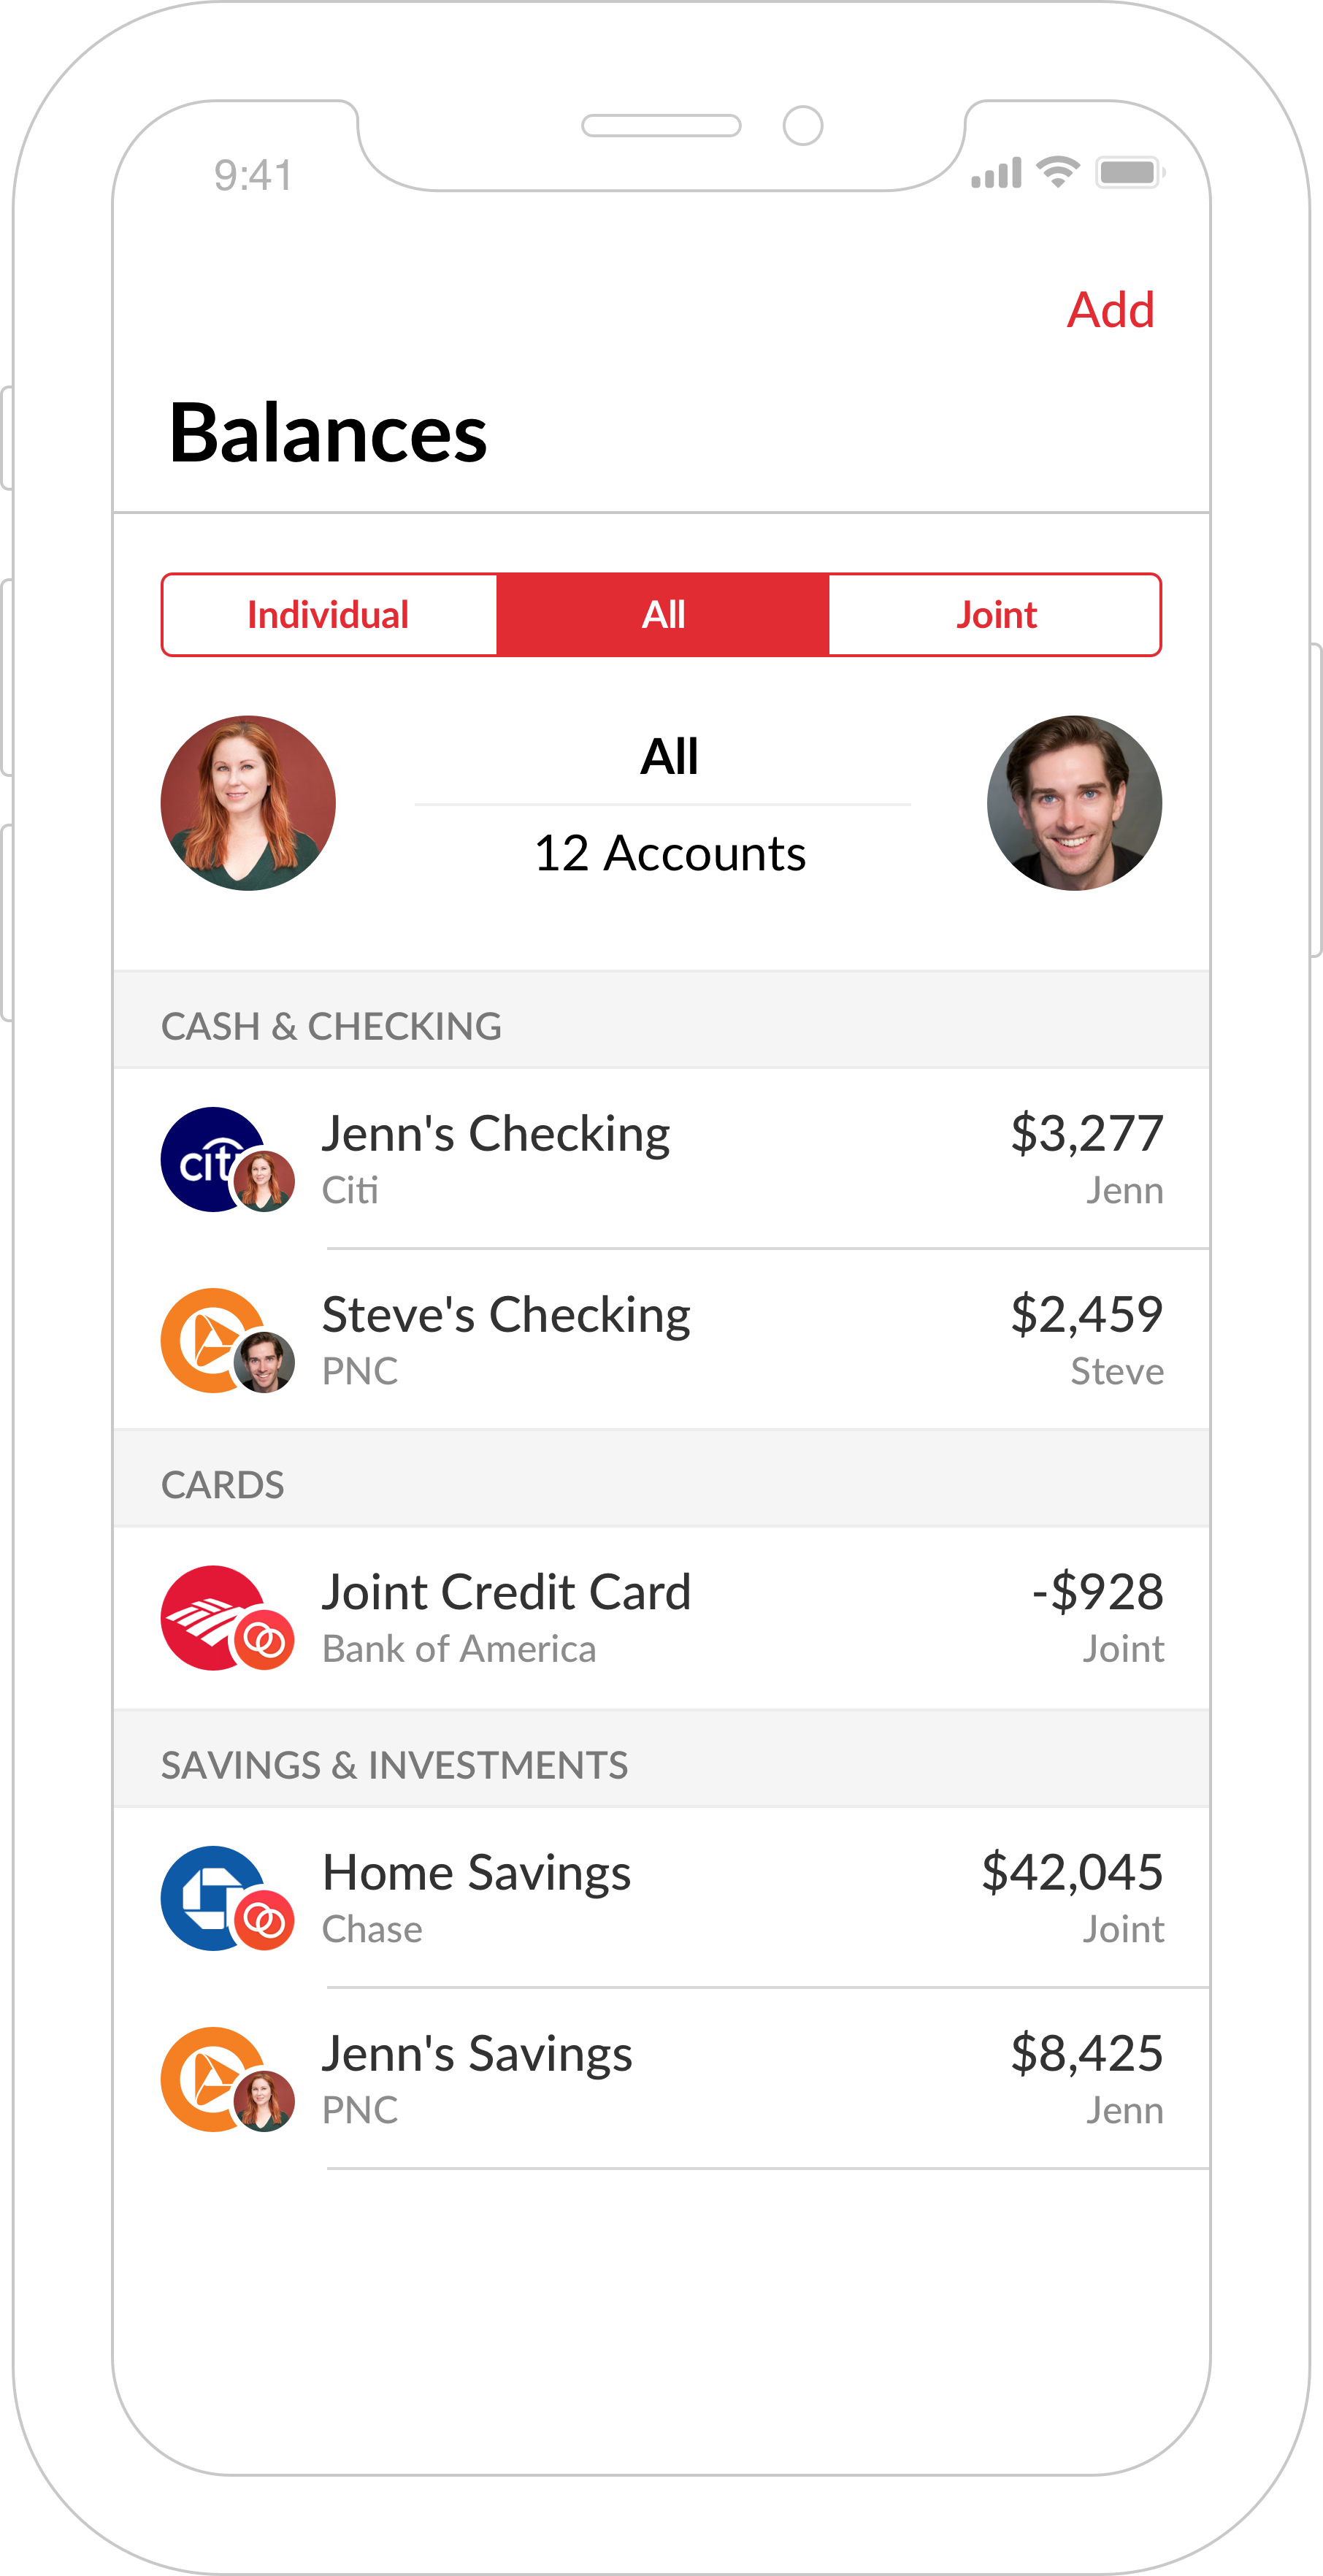 9:41
Add
Balances
Individual All Joint
All
12 Accounts
CASH & CHECKING
Jenn's Checking $3,277
citi Citi Jenn
Steve's Checking $2,459
PNC Steve
CARDS
Joint Credit Card -$928
Bank of America Joint
SAVINGS & INVESTMENTS
Home Savings $42,045
Chase Joint
Jenn's Savings $8,425
PNC Jenn